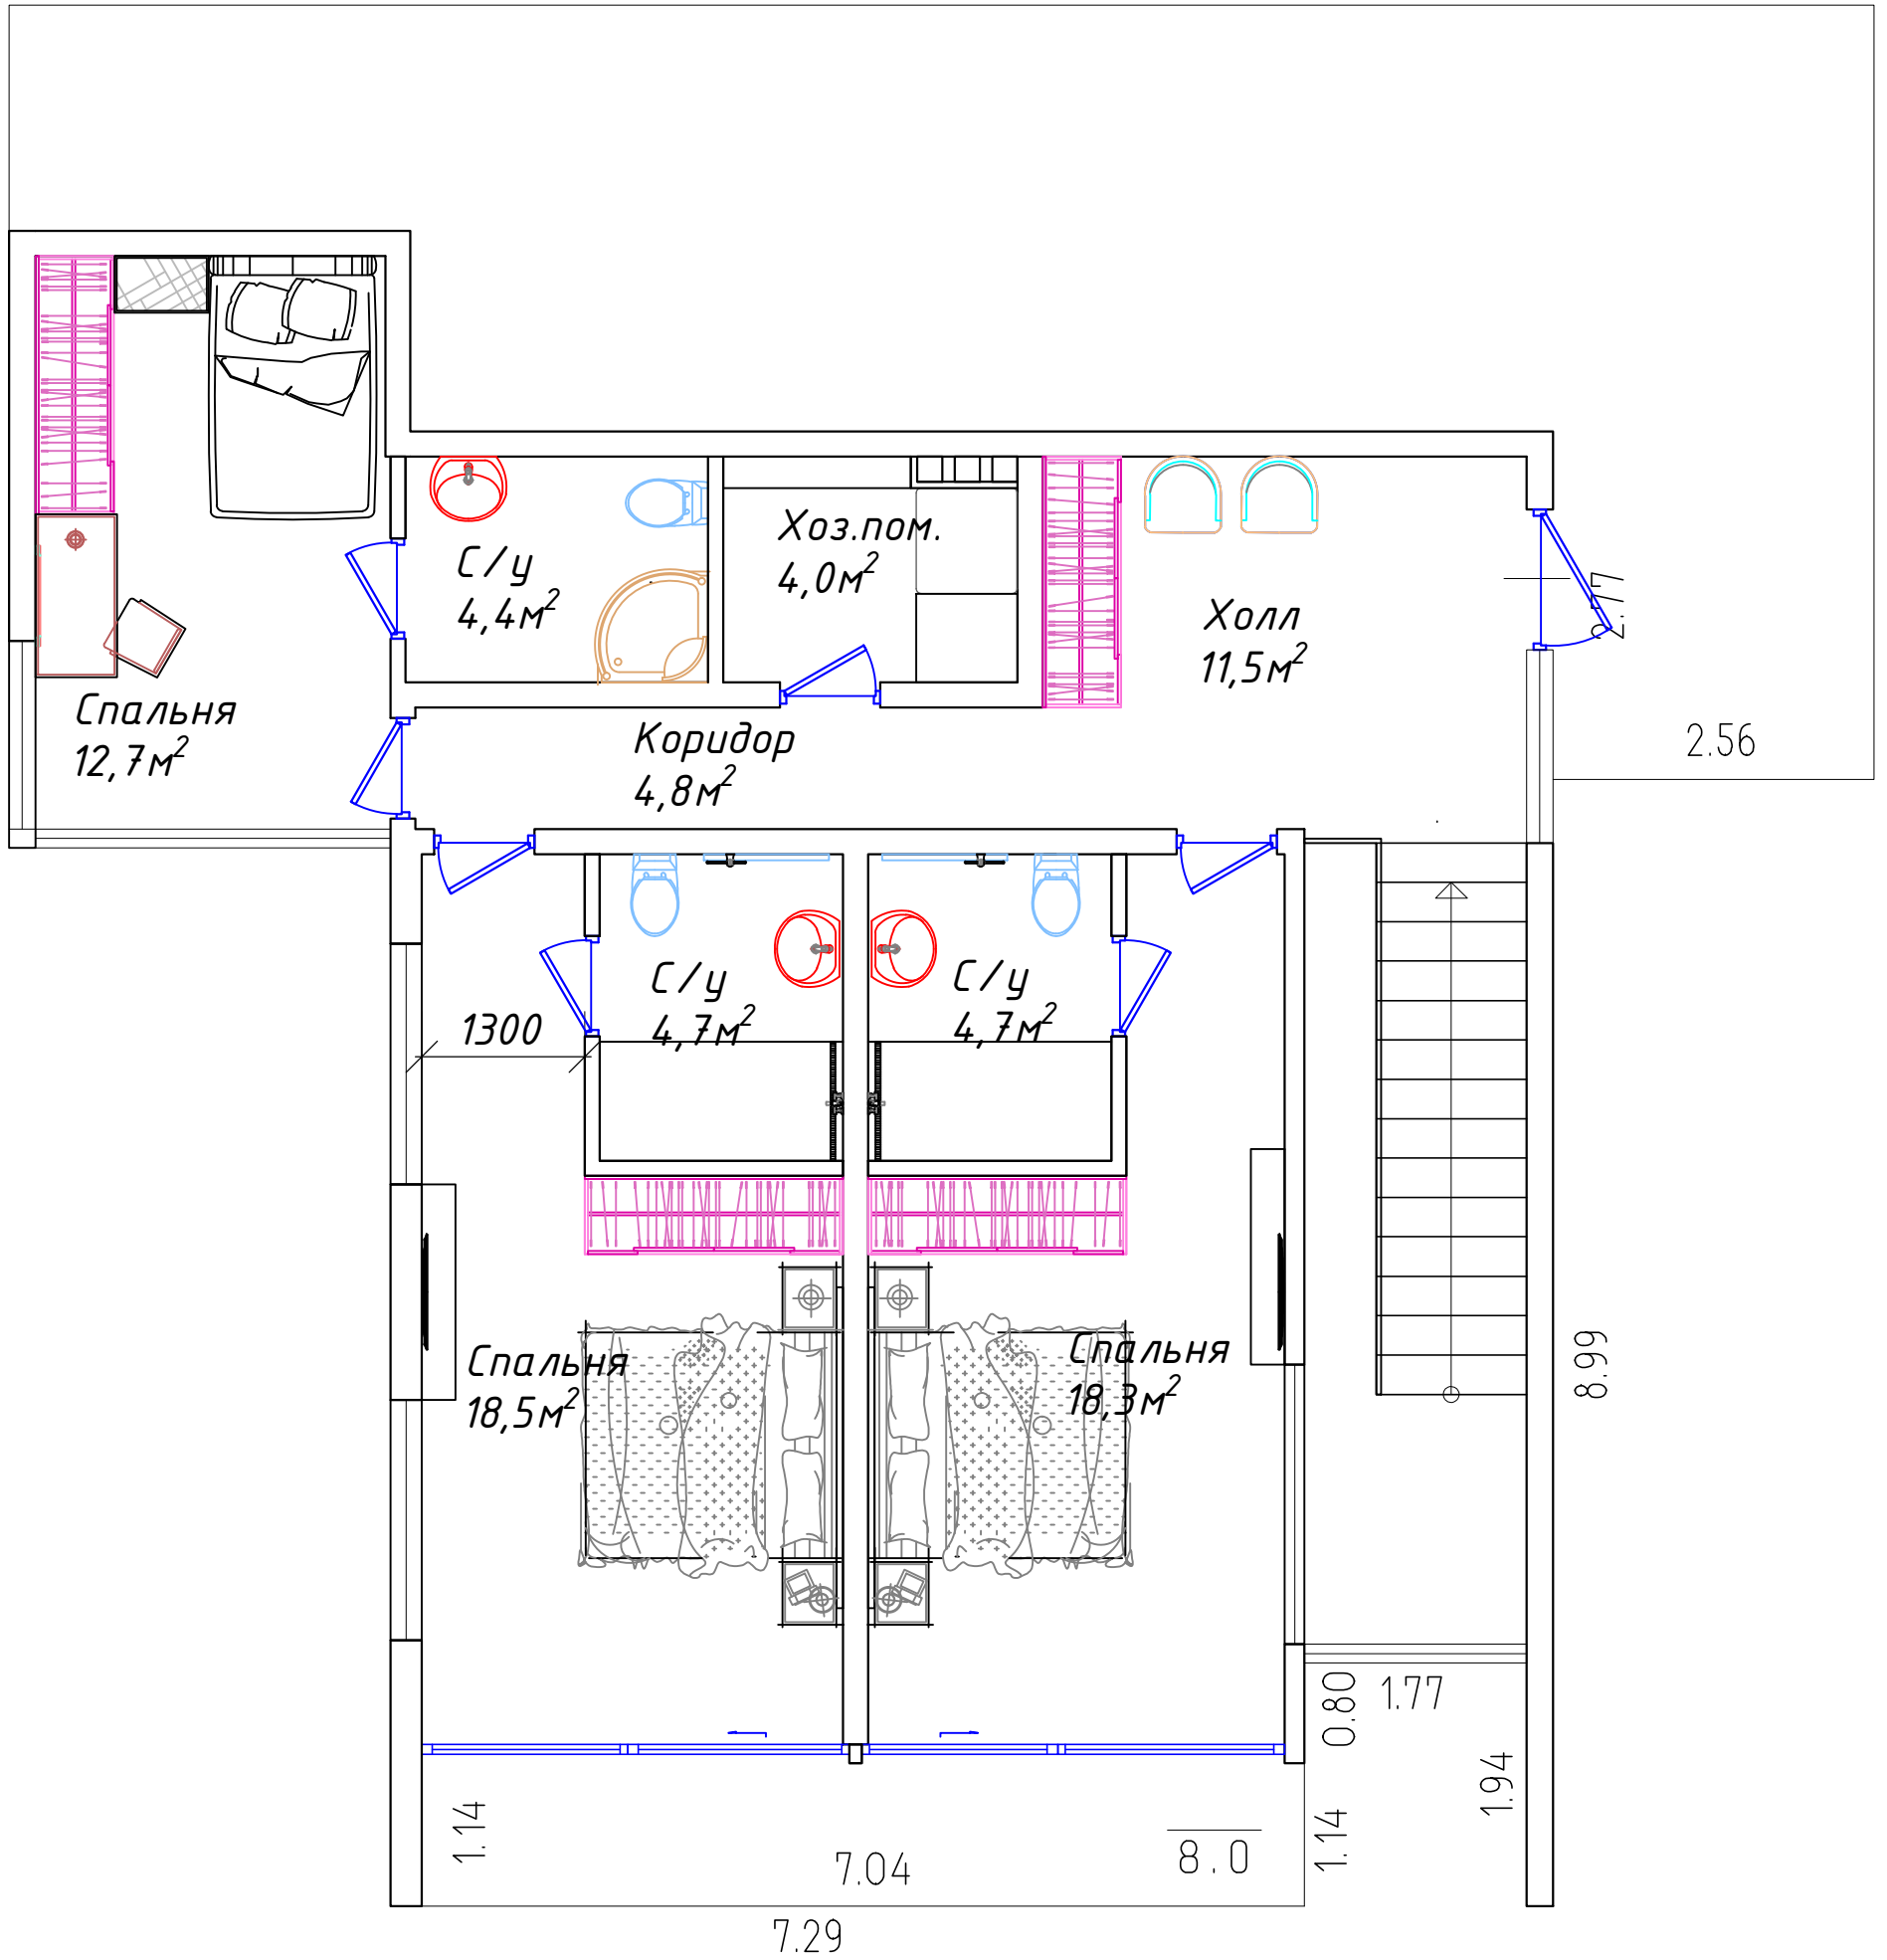 Хоз.пом.
4,0м²
С/у
4,4м²
Холл
11,5м²
2.77
Спальня
12,7м²
Коридор
4,8м²
2.56
С/у
4,7м²
С/у
4,7м²
1300
Спальня
18,5м²
Спальня
18,3м²
8.99
0.80
1.77
1.94
1.14
1.14
8.0
7.04
7.29